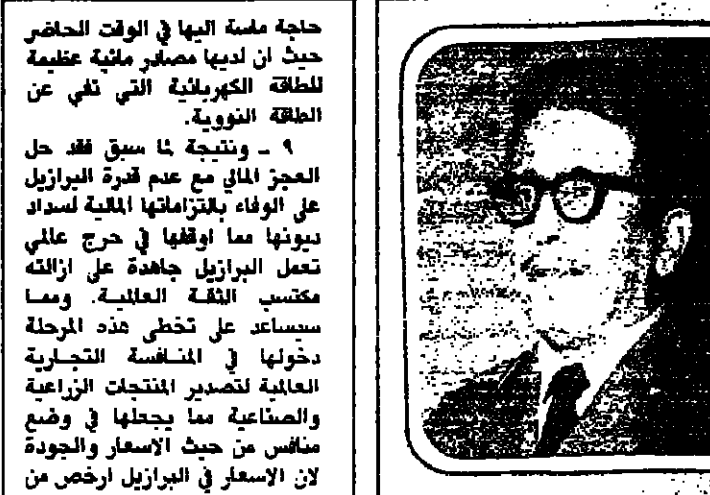 حاجة ماسة اليها في الوقت الحاضر
حيث ان لديها مصادر مائية عظيمة
للطاقه الكهربائية التي تفي عن
الطاقة النووية.
٩ ـ ونتيجة لما سبق فقد حل
العجز المالي مع عدم قدرة البرازيل
على الوفاء بالتزاماتها المالية لسداد
ديونها مما اوقفها في حرج عالمي
تعمل البرازيل جاهدة على ازالته
مكتسب الثقة العالمية. ومما
سيساعد على تخطى هذه المرحلة
دخولها في المنافسة التجارية
العالمية لتصدير المنتجات الزراعية
والصناعية مما يجعلها في وضع
منافس من حيث الاسعار والجودة
لان الاسعار في البرازيل ارخص من